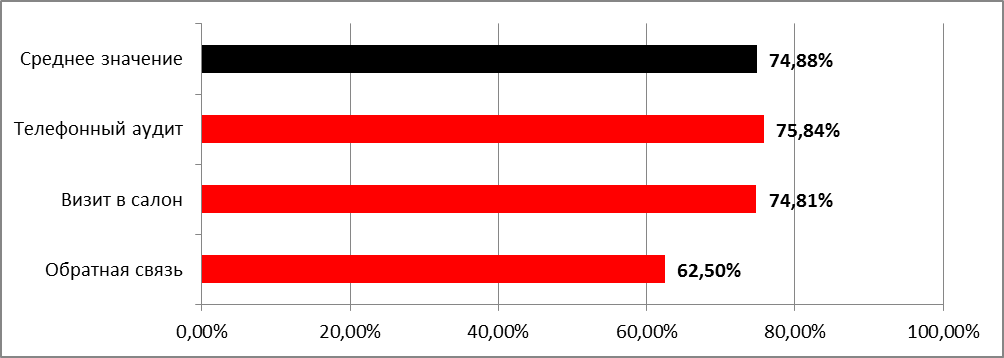 Среднее значение
74,88%
Телефонный аудит
75,84%
Визит в салон
74,81%
Обратная связь
62,50%
0,00% 20,00% 40,00% 60,00% 80,00% 100,00%